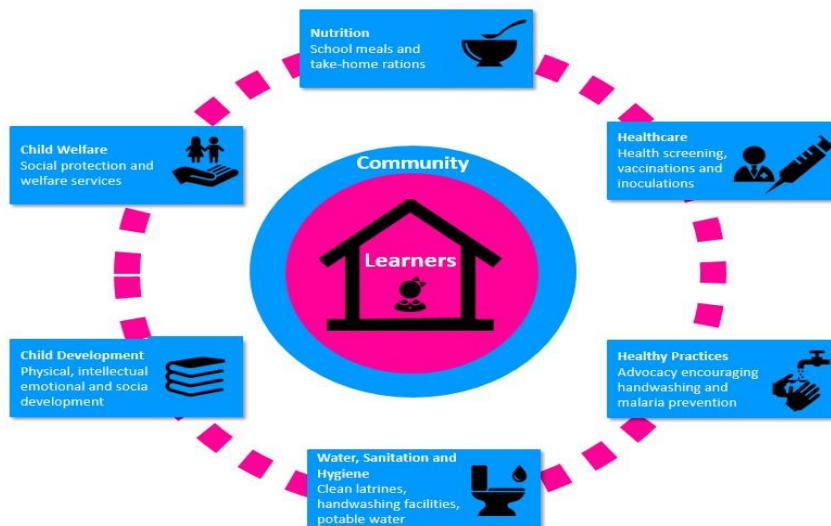 Nutrition
School meals and
take-home rations
Child Welfare
Social protection and
welfare services
Healthcare
Health screening,
vaccinations and
inoculations
Community
Learners
Child Development
Physical, intellectual
emotional and socia
development
Healthy Practices
Advocacy encouraging
handwashing and
malaria prevention
Water, Sanitation and
Hygiene
Clean latrines,
handwashing facilities,
potable water